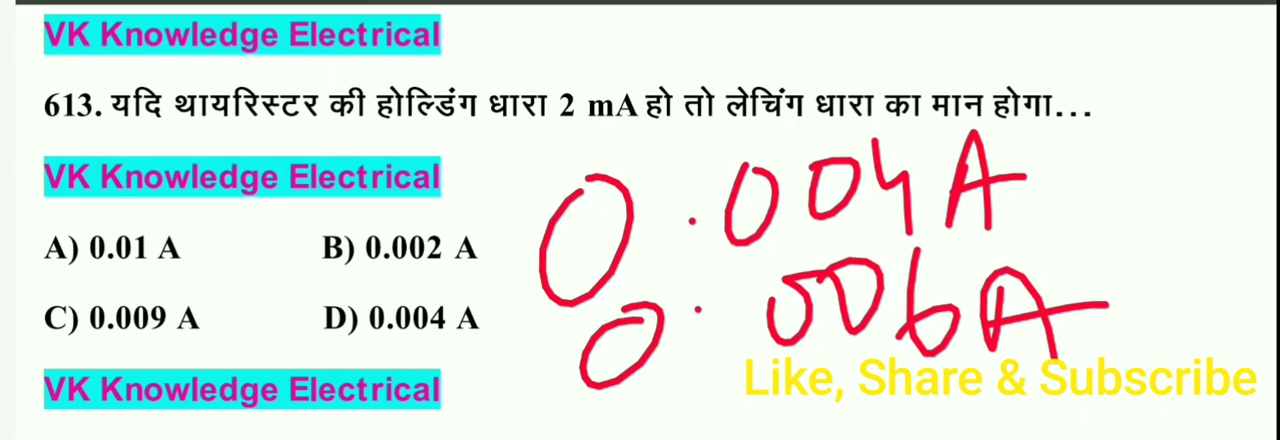 VK Knowledge Electrical
613. यदि थायरिस्टर की होल्डिंग धारा 2 mA हो तो लेचिंग धारा का मान होगा...
VK Knowledge Electrical
0.004A
A) 0.01 A B) 0.002 A
0.006A
C) 0.009 A D) 0.004 A
Like, Share & Subscribe
VK Knowledge Electrical